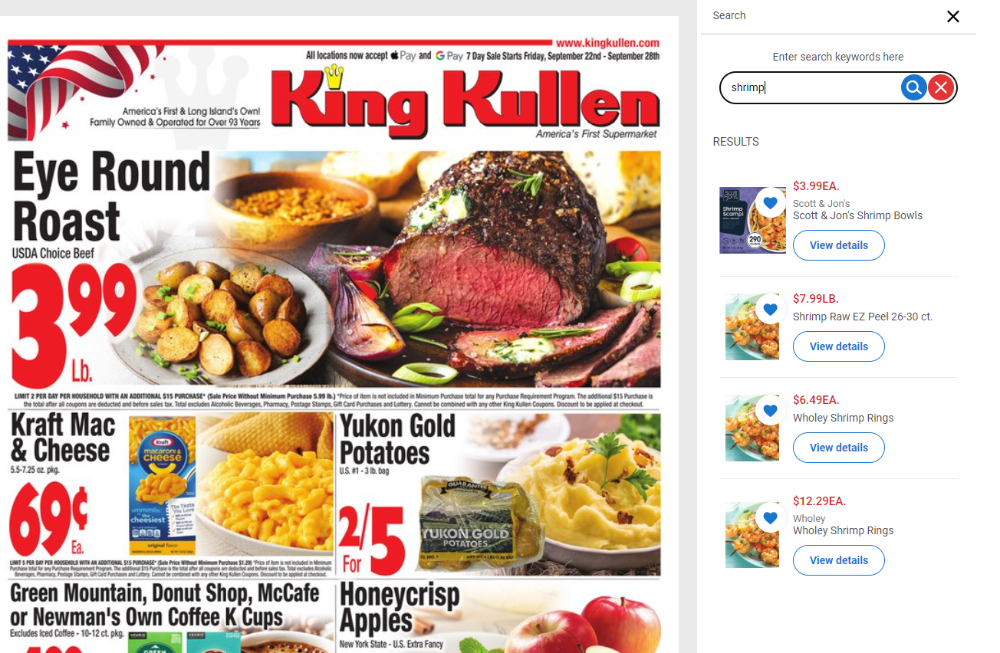 www.kingkullen.com
All locations now accept Pay and G Pay 7 Day Sale Starts Friday, September 22nd - September 28th
King Kullen
America's First & Long Island's Own!
Family Owned & Operated for Over 93 Years
America's First Supermarket
Eye Round
Roast
USDA Choice Beef
3 99
Lb.
LIMIT 2 PER DAY PER HOUSEHOLD WITH AN ADDITIONAL $15 PURCHASE* (Sale Price Without Minimum Purchase 5.99 lb.) *Price of item is not included in Minimum Purchase total for any Purchase Requirement Program. The additional $15 Purchase is
the total after all coupons are deducted and before sales tax. Total excludes Alcoholic Beverages, Pharmacy, Postage Stamps, Gift Card Purchases and Lottery. Cannot be combined with any other King Kullen Coupons. Discount to be applied at checkout.
Kraft Mac
& Cheese
5.5-7.25 oz. pkg.
69¢
Ea.
Kraft
macaroni &
cheese
the
cheesiest
The Taste
You Love
original flavor
LIMIT 5 PER DAY PER HOUSEHOLD WITH AN ADDITIONAL $15 PURCHASE* (Sale Price Without Minimum Purchase $1.29) *Price of item is not included in Minimum
Purchase total for any Purchase Requirement Program. The additional $15 Purchase is the total after all coupons are deducted and before sales tax. Total excludes Alcoholic
Beverages, Pharmacy, Postage Stamps, Gift Card Purchases and Lottery. Cannot be combined with any other King Kullen Coupons. Discount to be applied at checkout.
Yukon Gold
Potatoes
U.S. #1 - 3 lb. bag
2/5
For
YUKON GOLD
POTATOES
Green Mountain, Donut Shop, McCafe
or Newman's Own Coffee K Cups
Excludes Iced Coffee - 10-12 ct. pkg.
KEURIG
KEURIG
GREEN
Honeycrisp
Apples
New York State - U.S. Extra Fancy
Search
Enter search keywords here
shrimp
RESULTS
Scott
&Jon's
Shrimp
Scampi
290
$3.99EA.
Scott & Jon's
Scott & Jon's Shrimp Bowls
View details
$7.99LB.
Shrimp Raw EZ Peel 26-30 ct.
View details
$6.49EA.
Wholey Shrimp Rings
View details
$12.29EA.
Wholey
Wholey Shrimp Rings
View details